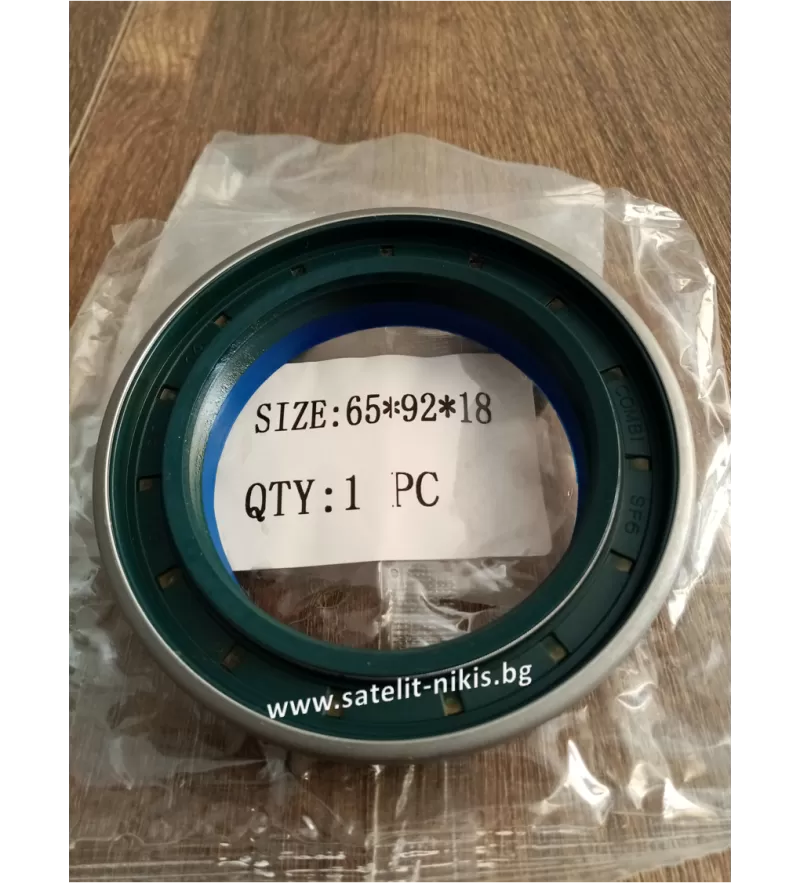 SIZE:65*92*18
QTY:1 PC
COMBI SF6
www.satelit-nikis.bg